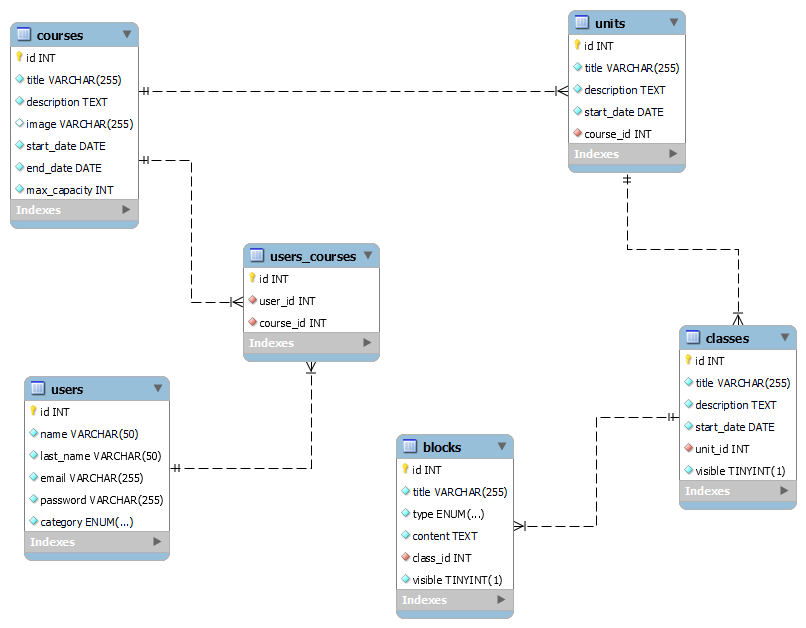 courses
id INT
title VARCHAR(255)
description TEXT
image VARCHAR(255)
start_date DATE
end_date DATE
max_capacity INT
Indexes
units
id INT
title VARCHAR(255)
description TEXT
start_date DATE
course_id INT
Indexes
users_courses
id INT
user_id INT
course_id INT
Indexes
classes
id INT
title VARCHAR(255)
description TEXT
start_date DATE
unit_id INT
visible TINYINT(1)
Indexes
users
id INT
name VARCHAR(50)
last_name VARCHAR(50)
email VARCHAR(255)
password VARCHAR(255)
category ENUM(...)
Indexes
blocks
id INT
title VARCHAR(255)
type ENUM(...)
content TEXT
class_id INT
visible TINYINT(1)
Indexes